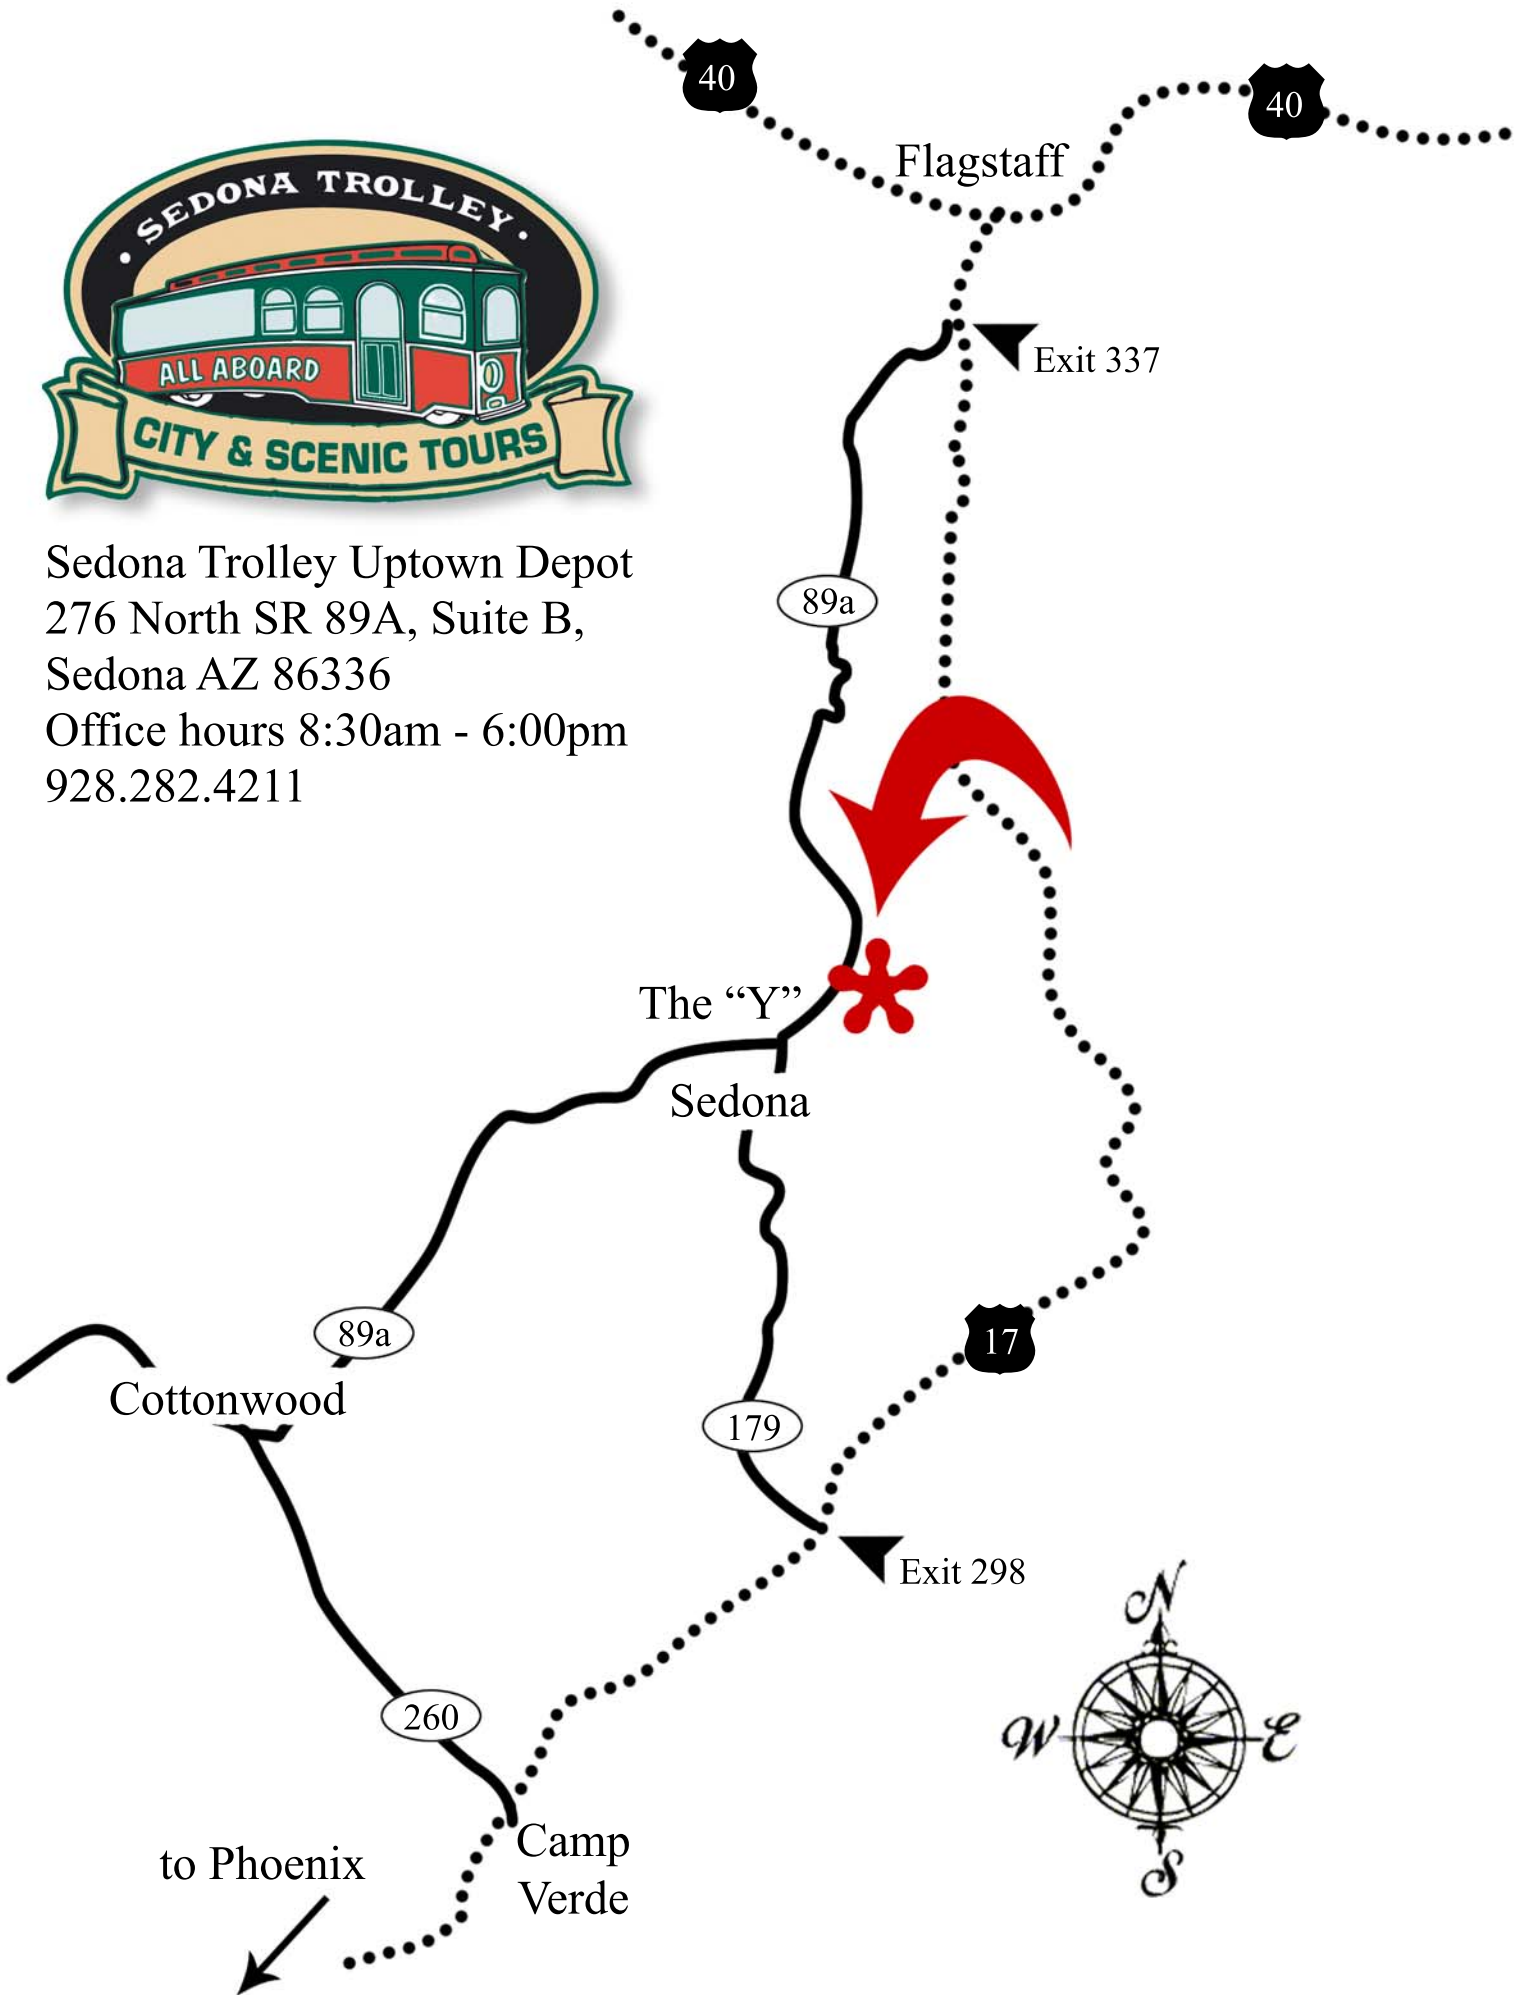 40
40
Flagstaff
· SEDONA TROLLEY ·
ALL ABOARD
CITY & SCENIC TOURS
Exit 337
Sedona Trolley Uptown Depot
276 North SR 89A, Suite B,
Sedona AZ 86336
Office hours 8:30am - 6:00pm
928.282.4211
89a
The “Y”
Sedona
89a
17
Cottonwood
179
Exit 298
260
N
W
E
S
Camp
Verde
to Phoenix